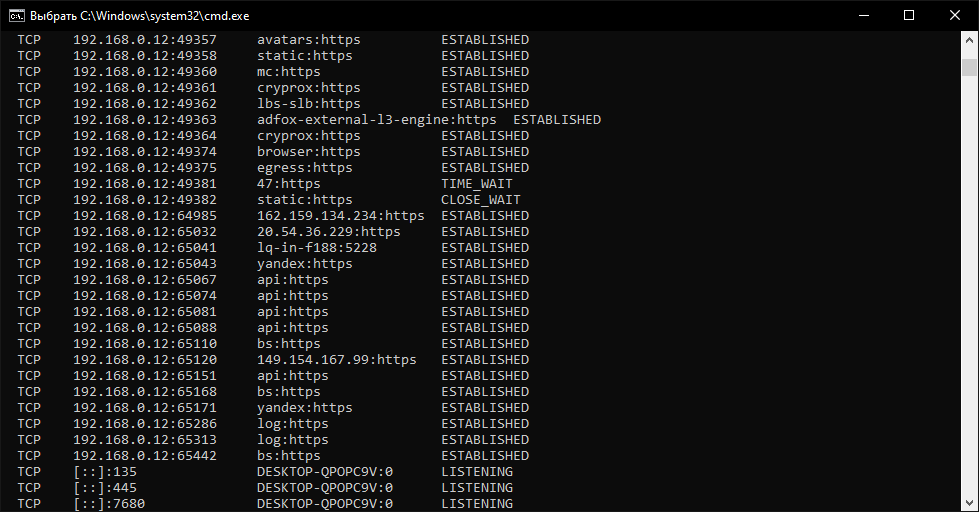 Выбрать C:\Windows\system32\cmd.exe
TCP 192.168.0.12:49357 avatars:https ESTABLISHED
TCP 192.168.0.12:49358 static:https ESTABLISHED
TCP 192.168.0.12:49360 mc:https ESTABLISHED
TCP 192.168.0.12:49361 cryprox:https ESTABLISHED
TCP 192.168.0.12:49362 lbs-slb:https ESTABLISHED
TCP 192.168.0.12:49363 adfox-external-l3-engine:https ESTABLISHED
TCP 192.168.0.12:49364 cryprox:https ESTABLISHED
TCP 192.168.0.12:49374 browser:https ESTABLISHED
TCP 192.168.0.12:49375 egress:https ESTABLISHED
TCP 192.168.0.12:49381 47:https TIME_WAIT
TCP 192.168.0.12:49382 static:https CLOSE_WAIT
TCP 192.168.0.12:64985 162.159.134.234:https ESTABLISHED
TCP 192.168.0.12:65032 20.54.36.229:https ESTABLISHED
TCP 192.168.0.12:65041 lq-in-f188:5228 ESTABLISHED
TCP 192.168.0.12:65043 yandex:https ESTABLISHED
TCP 192.168.0.12:65067 api:https ESTABLISHED
TCP 192.168.0.12:65074 api:https ESTABLISHED
TCP 192.168.0.12:65081 api:https ESTABLISHED
TCP 192.168.0.12:65088 api:https ESTABLISHED
TCP 192.168.0.12:65110 bs:https ESTABLISHED
TCP 192.168.0.12:65120 149.154.167.99:https ESTABLISHED
TCP 192.168.0.12:65151 api:https ESTABLISHED
TCP 192.168.0.12:65168 bs:https ESTABLISHED
TCP 192.168.0.12:65171 yandex:https ESTABLISHED
TCP 192.168.0.12:65286 log:https ESTABLISHED
TCP 192.168.0.12:65313 log:https ESTABLISHED
TCP 192.168.0.12:65442 bs:https ESTABLISHED
TCP [::]:135 DESKTOP-QPOPC9V:0 LISTENING
TCP [::]:445 DESKTOP-QPOPC9V:0 LISTENING
TCP [::]:7680 DESKTOP-QPOPC9V:0 LISTENING